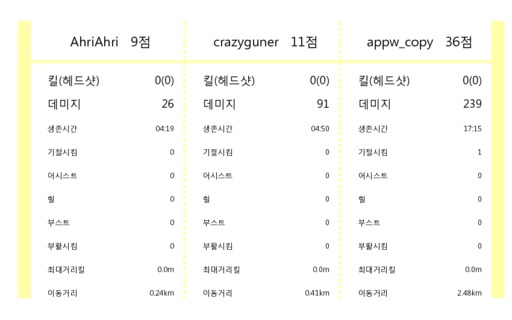 AhriAhri 9점 crazyguner 11점 appw_copy 36점
킬(헤드샷) 0(0) 킬(헤드샷) 0(0) 킬(헤드샷) 0(0)
데미지 26 데미지 91 데미지 239
생존시간 04:19 생존시간 04:50 생존시간 17:15
기절시킴 0 기절시킴 0 기절시킴 1
어시스트 0 어시스트 0 어시스트 0
힐 0 힐 0 힐 0
부스트 0 부스트 0 부스트 0
부활시킴 0 부활시킴 0 부활시킴 0
최대거리킬 0.0m 최대거리킬 0.0m 최대거리킬 0.0m
이동거리 0.24km 이동거리 0.41km 이동거리 2.48km